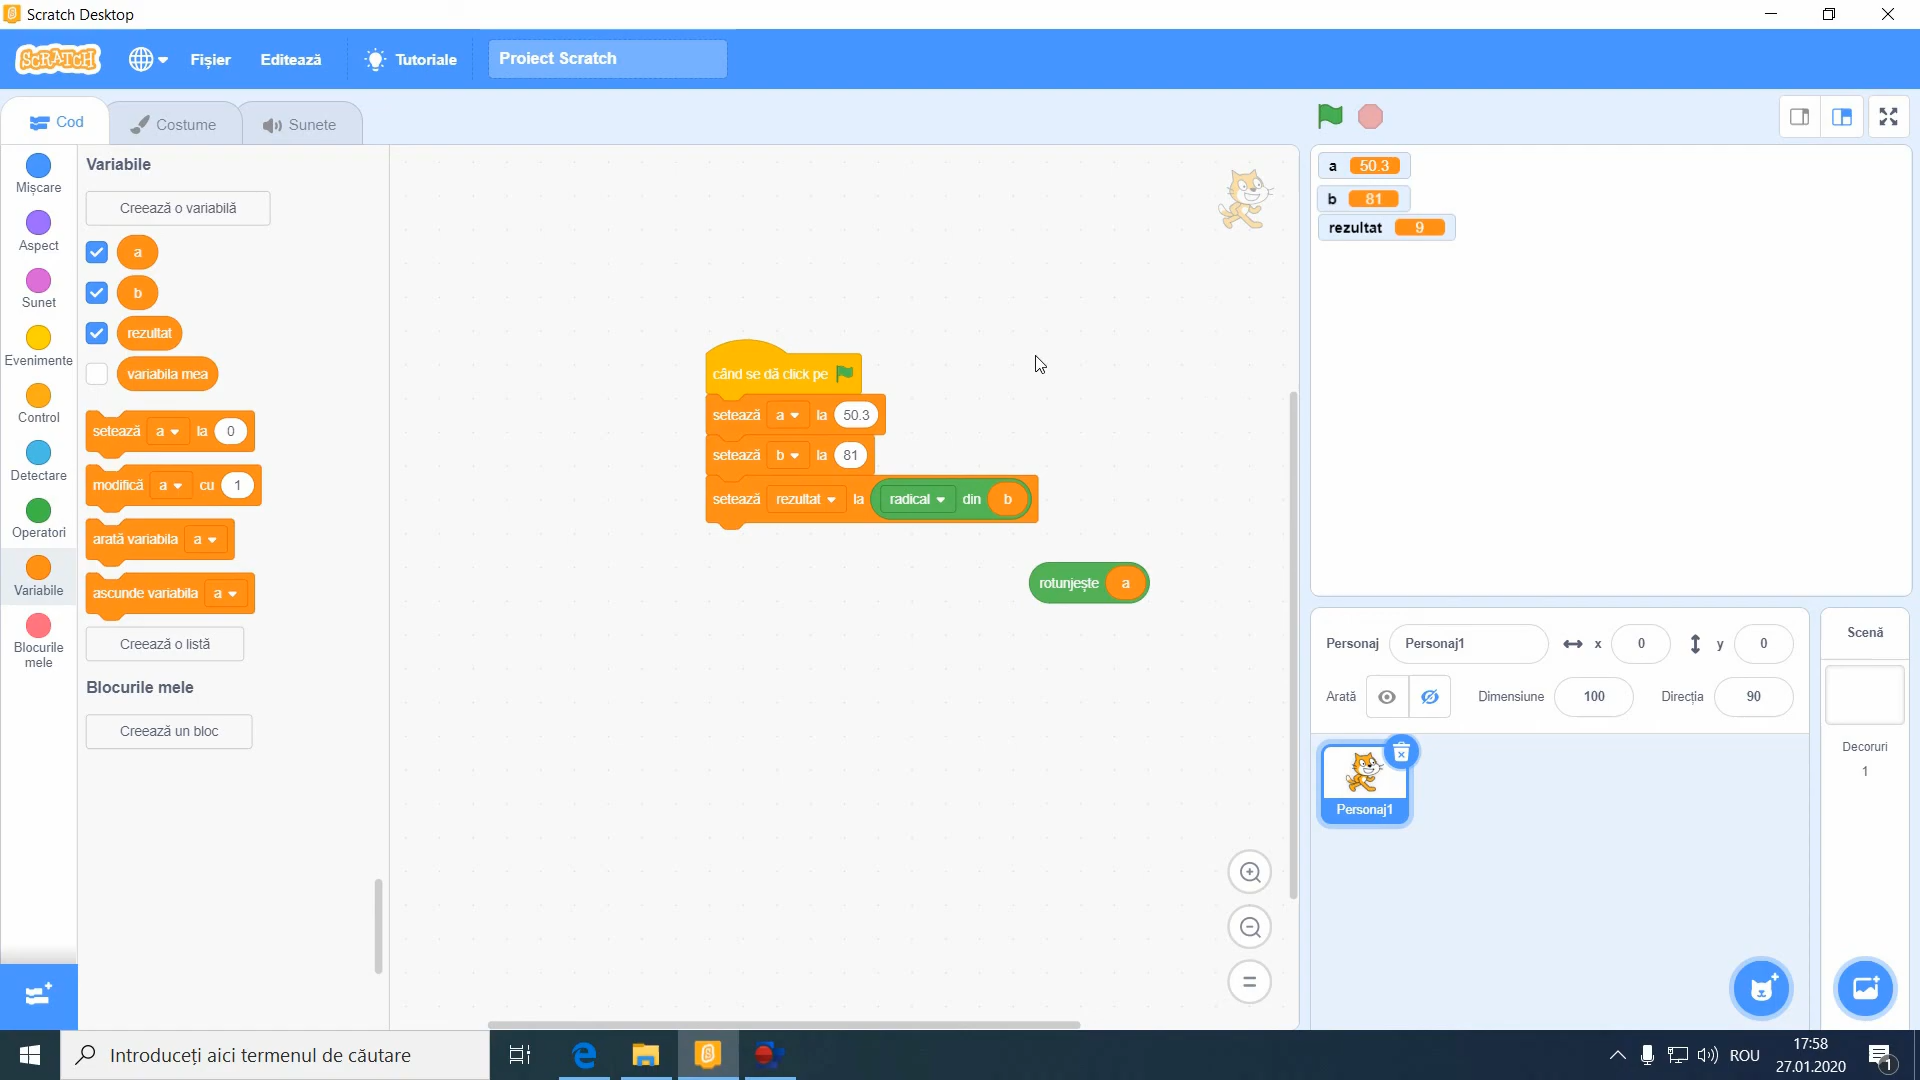 Scratch Desktop
SCRATCH
Fișier
Editează
Tutoriale
Proiect Scratch
Cod
Costume
Sunete
Mișcare
Aspect
Sunet
Evenimente
Control
Detectare
Operatori
Variabile
Blocurile
mele
Variabile
Creează o variabilă
a
b
rezultat
variabila mea
setează a la 0
modifică a cu 1
arată variabila a
ascunde variabila a
Creează o listă
Blocurile mele
Creează un bloc
când se dă click pe
setează a la 50.3
setează b la 81
setează rezultat la radical din b
rotunjește a
a 50.3
b 81
rezultat 9
Personaj Personaj1 x 0 y 0
Arată Dimensiune 100 Direcția 90
Personaj1
Scenă
Decoruri
1
Introduceți aici termenul de căutare
ROU
17:58
27.01.2020
1